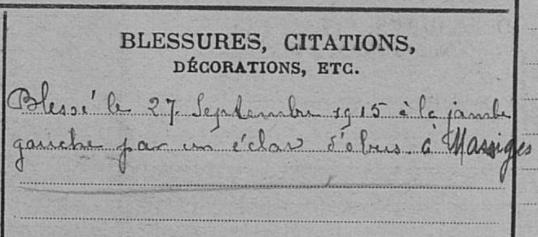 BLESSURES, CITATIONS,
DÉCORATIONS, ETC.
Blessé le 27 Septembre 1915 à la jambe
gauche par un éclat d'obus à Massiges